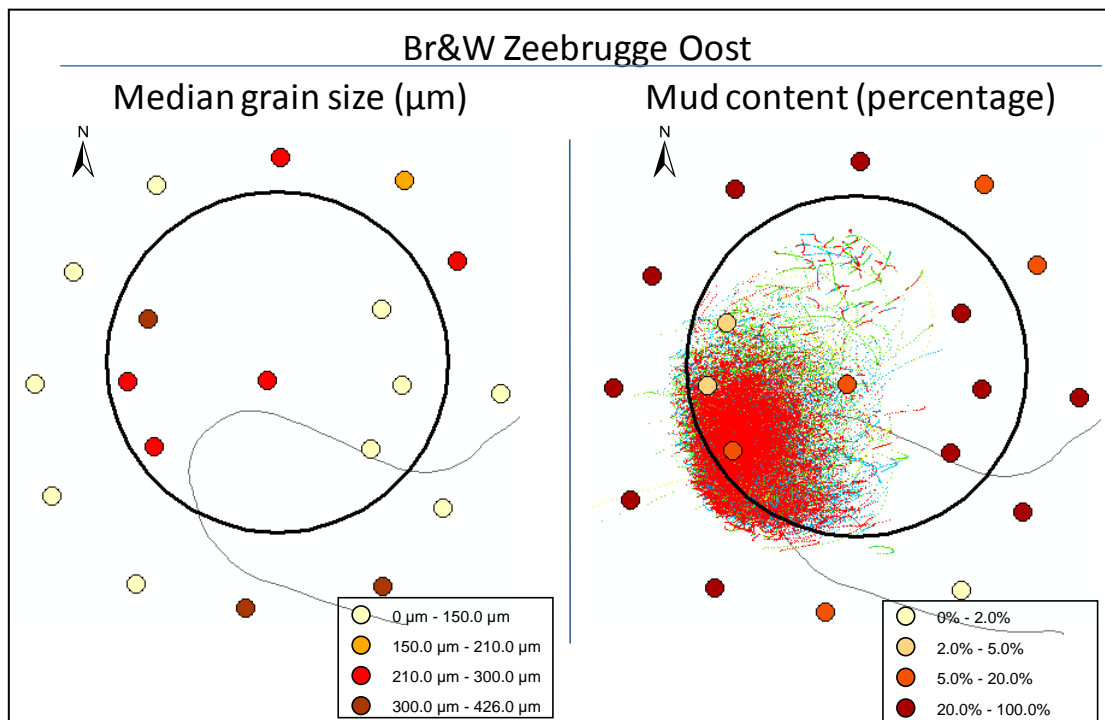 Br&W Zeebrugge Oost
Median grain size (µm)
Mud content (percentage)
N
N
0 µm - 150.0 µm
150.0 µm - 210.0 µm
210.0 µm - 300.0 µm
300.0 µm - 426.0 µm
0% - 2.0%
2.0% - 5.0%
5.0% - 20.0%
20.0% - 100.0%